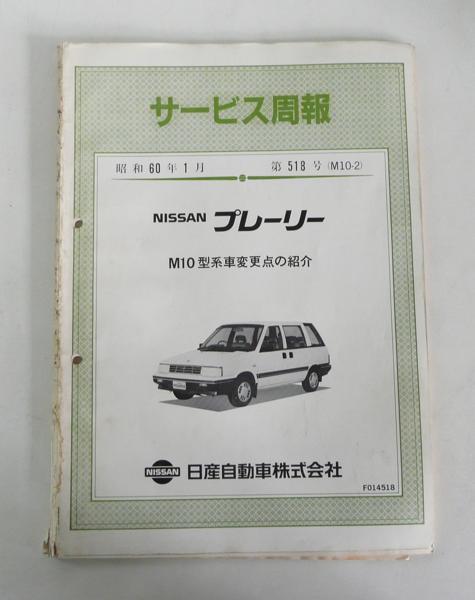 サービス周報
昭和60年1月 第518号(M10-2)
NISSAN プレーリー
M10型系車変更点の紹介
NISSAN 日産自動車株式会社
F014518